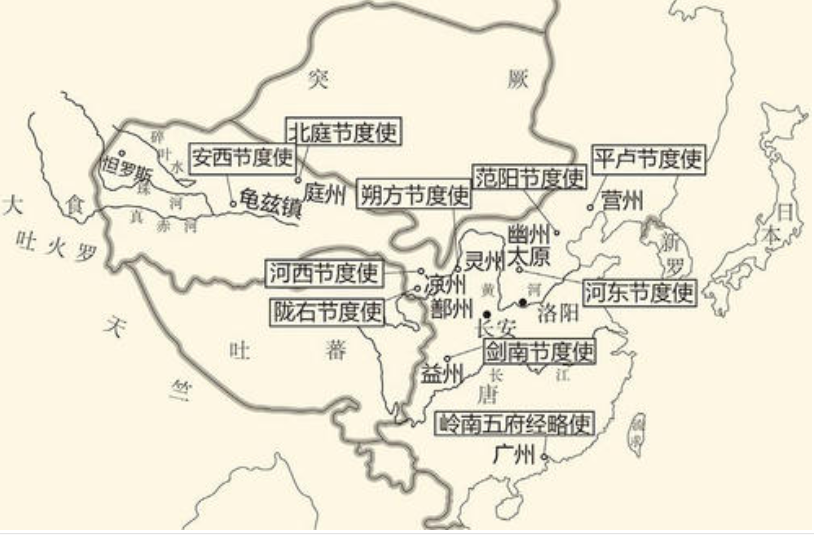 突 厥
北庭节度使
碎叶水
安西节度使
平卢节度使
怛罗斯
范阳节度使
朔方节度使
庭州
龟兹镇
珠河
营州
大食
真赤河
日本
吐火罗
幽州
新罗
太原
灵州
河西节度使
凉州
黄河
河东节度使
陇右节度使
鄯州
洛阳
长安
天竺
吐蕃
剑南节度使
益州
长江
唐
岭南五府经略使
广州